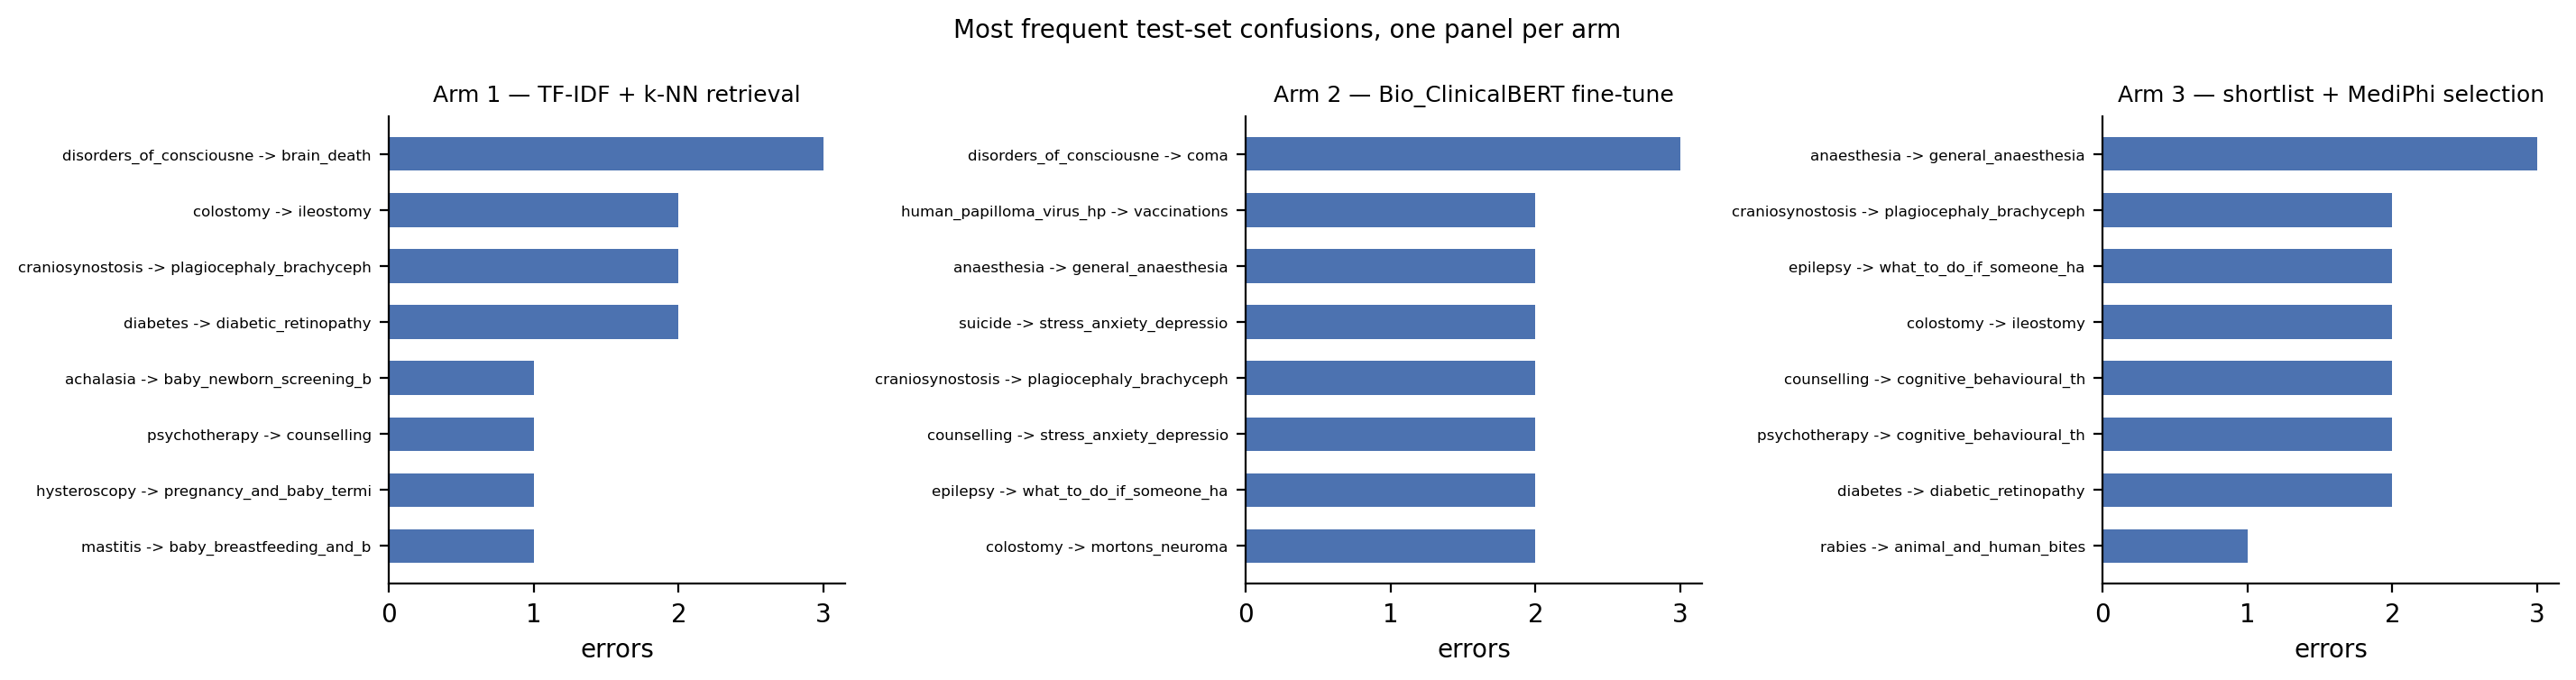 Most frequent test-set confusions, one panel per arm
Arm 1 — TF-IDF + k-NN retrieval
disorders_of_consciousne -> brain_death
colostomy -> ileostomy
craniosynostosis -> plagiocephaly_brachyceph
diabetes -> diabetic_retinopathy
achalasia -> baby_newborn_screening_b
psychotherapy -> counselling
hysteroscopy -> pregnancy_and_baby_termi
mastitis -> baby_breastfeeding_and_b
0 1 2 3
errors
Arm 2 — Bio_ClinicalBERT fine-tune
disorders_of_consciousne -> coma
human_papilloma_virus_hp -> vaccinations
anaesthesia -> general_anaesthesia
suicide -> stress_anxiety_depressio
craniosynostosis -> plagiocephaly_brachyceph
counselling -> stress_anxiety_depressio
epilepsy -> what_to_do_if_someone_ha
colostomy -> mortons_neuroma
0 1 2 3
errors
Arm 3 — shortlist + MediPhi selection
anaesthesia -> general_anaesthesia
craniosynostosis -> plagiocephaly_brachyceph
epilepsy -> what_to_do_if_someone_ha
colostomy -> ileostomy
counselling -> cognitive_behavioural_th
psychotherapy -> cognitive_behavioural_th
diabetes -> diabetic_retinopathy
rabies -> animal_and_human_bites
0 1 2 3
errors